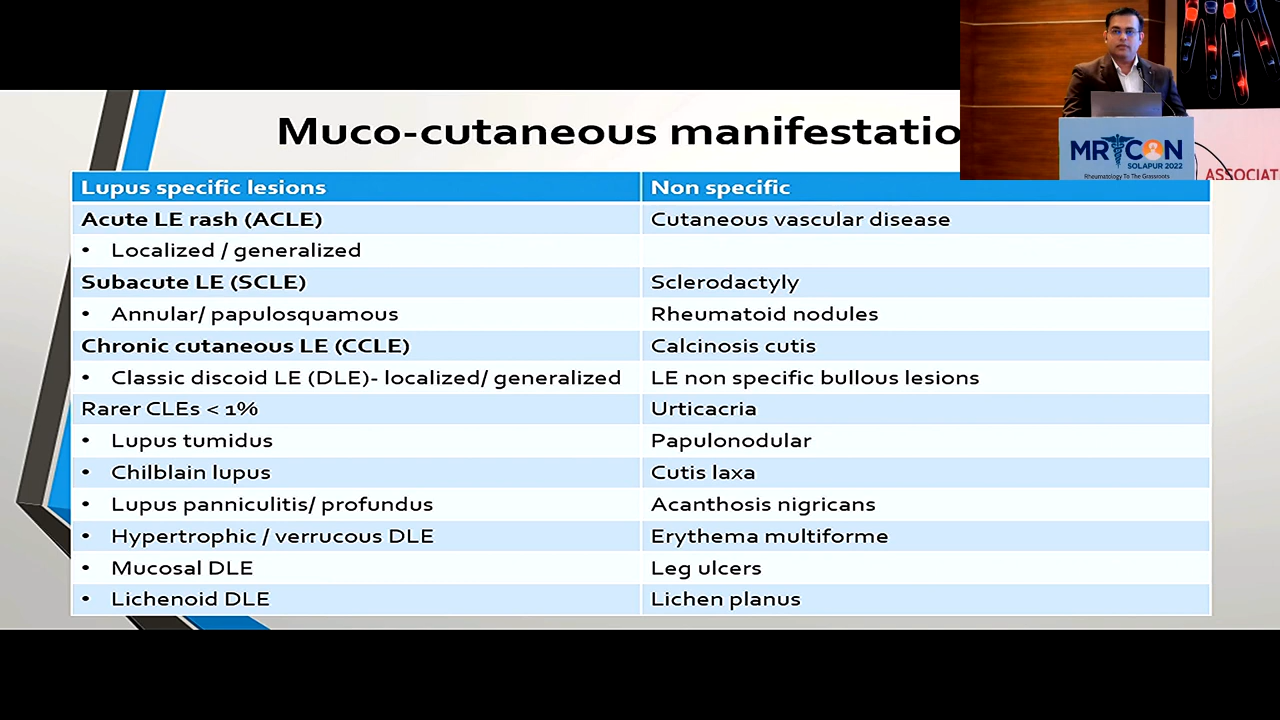 Muco-cutaneous manifestatio
MR CON
SOLAPUR 2022
Rheumatology To The Grassroots
ASSOCIAT
Lupus specific lesions Non specific
Acute LE rash (ACLE) Cutaneous vascular disease
• Localized / generalized
Subacute LE (SCLE) Sclerodactyly
• Annular/ papulosquamous Rheumatoid nodules
Chronic cutaneous LE (CCLE) Calcinosis cutis
• Classic discoid LE (DLE)- localized/ generalized LE non specific bullous lesions
Rarer CLEs < 1% Urticacria
• Lupus tumidus Papulonodular
• Chilblain lupus Cutis laxa
• Lupus panniculitis/ profundus Acanthosis nigricans
• Hypertrophic / verrucous DLE Erythema multiforme
• Mucosal DLE Leg ulcers
• Lichenoid DLE Lichen planus